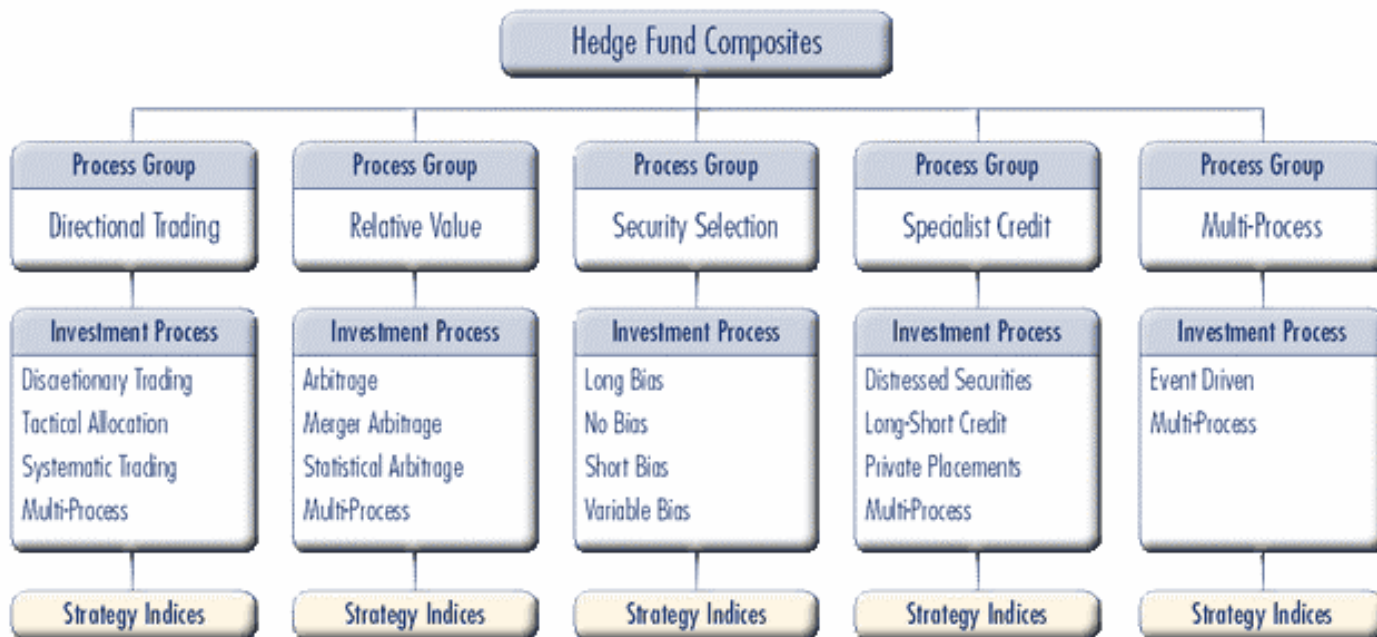 Hedge Fund Composites
Process Group
Directional Trading
Investment Process
Discretionary Trading
Tactical Allocation
Systematic Trading
Multi-Process
Strategy Indices
Process Group
Relative Value
Investment Process
Arbitrage
Merger Arbitrage
Statistical Arbitrage
Multi-Process
Strategy Indices
Process Group
Security Selection
Investment Process
Long Bias
No Bias
Short Bias
Variable Bias
Strategy Indices
Process Group
Specialist Credit
Investment Process
Distressed Securities
Long-Short Credit
Private Placements
Multi-Process
Strategy Indices
Process Group
Multi-Process
Investment Process
Event Driven
Multi-Process
Strategy Indices